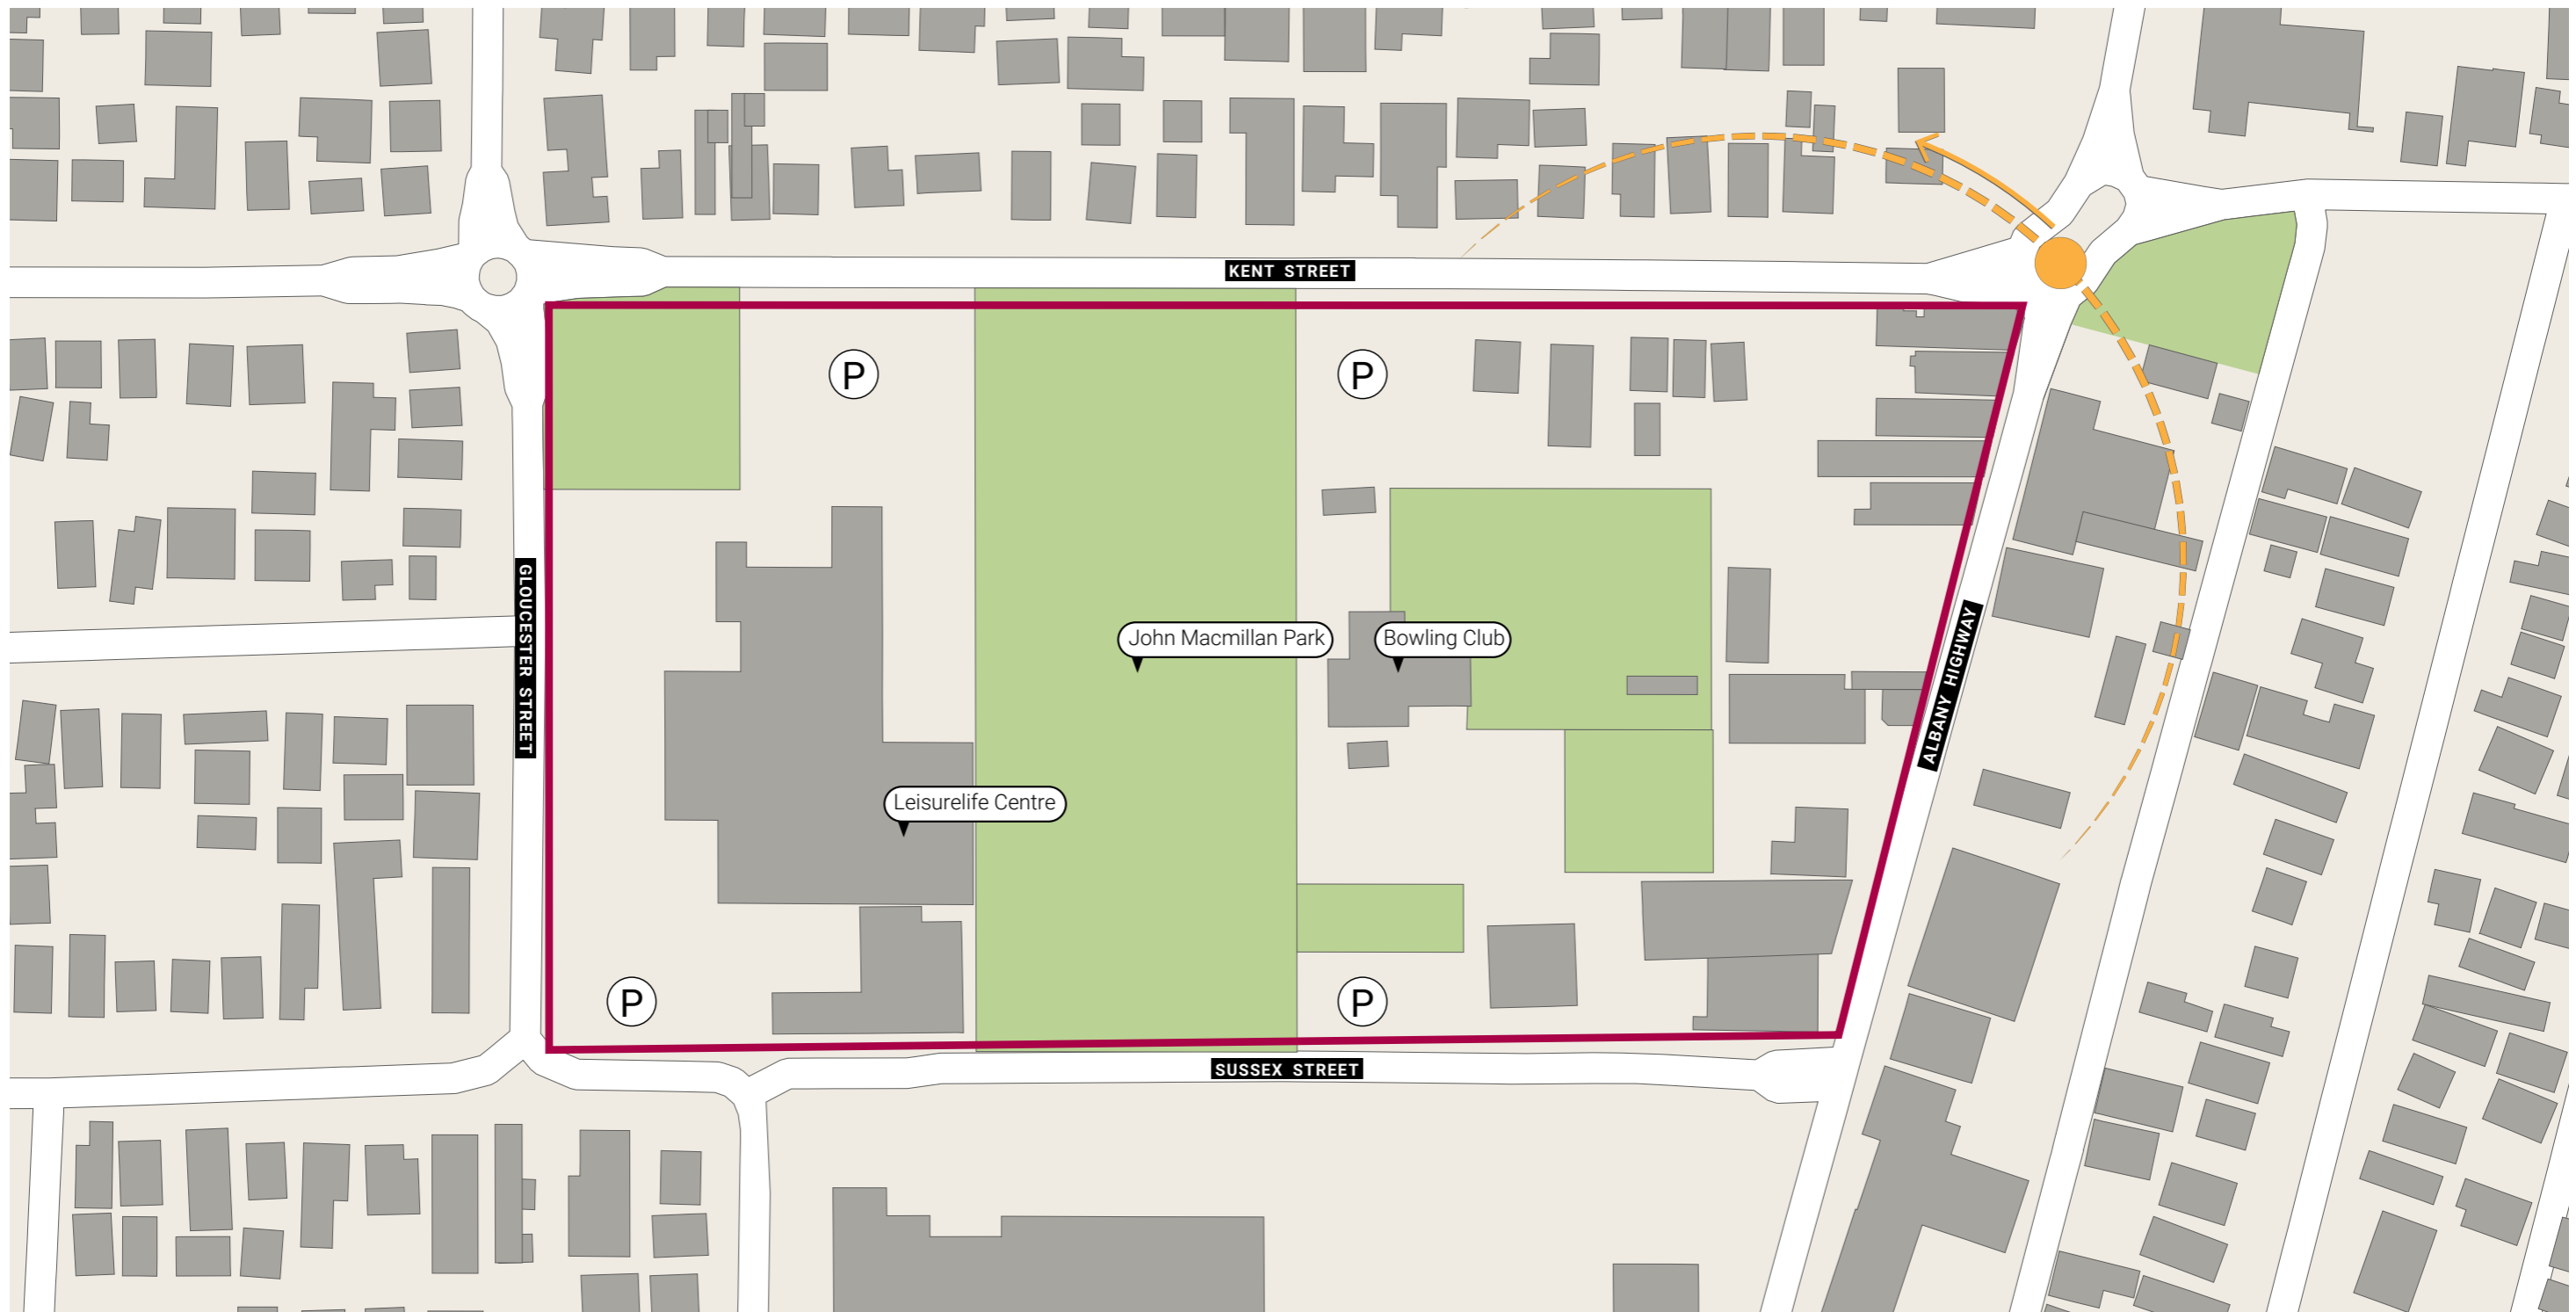 KENT STREET
P
P
GLOUCESTER STREET
John Macmillan Park
Bowling Club
ALBANY HIGHWAY
Leisurelife Centre
P
P
SUSSEX STREET